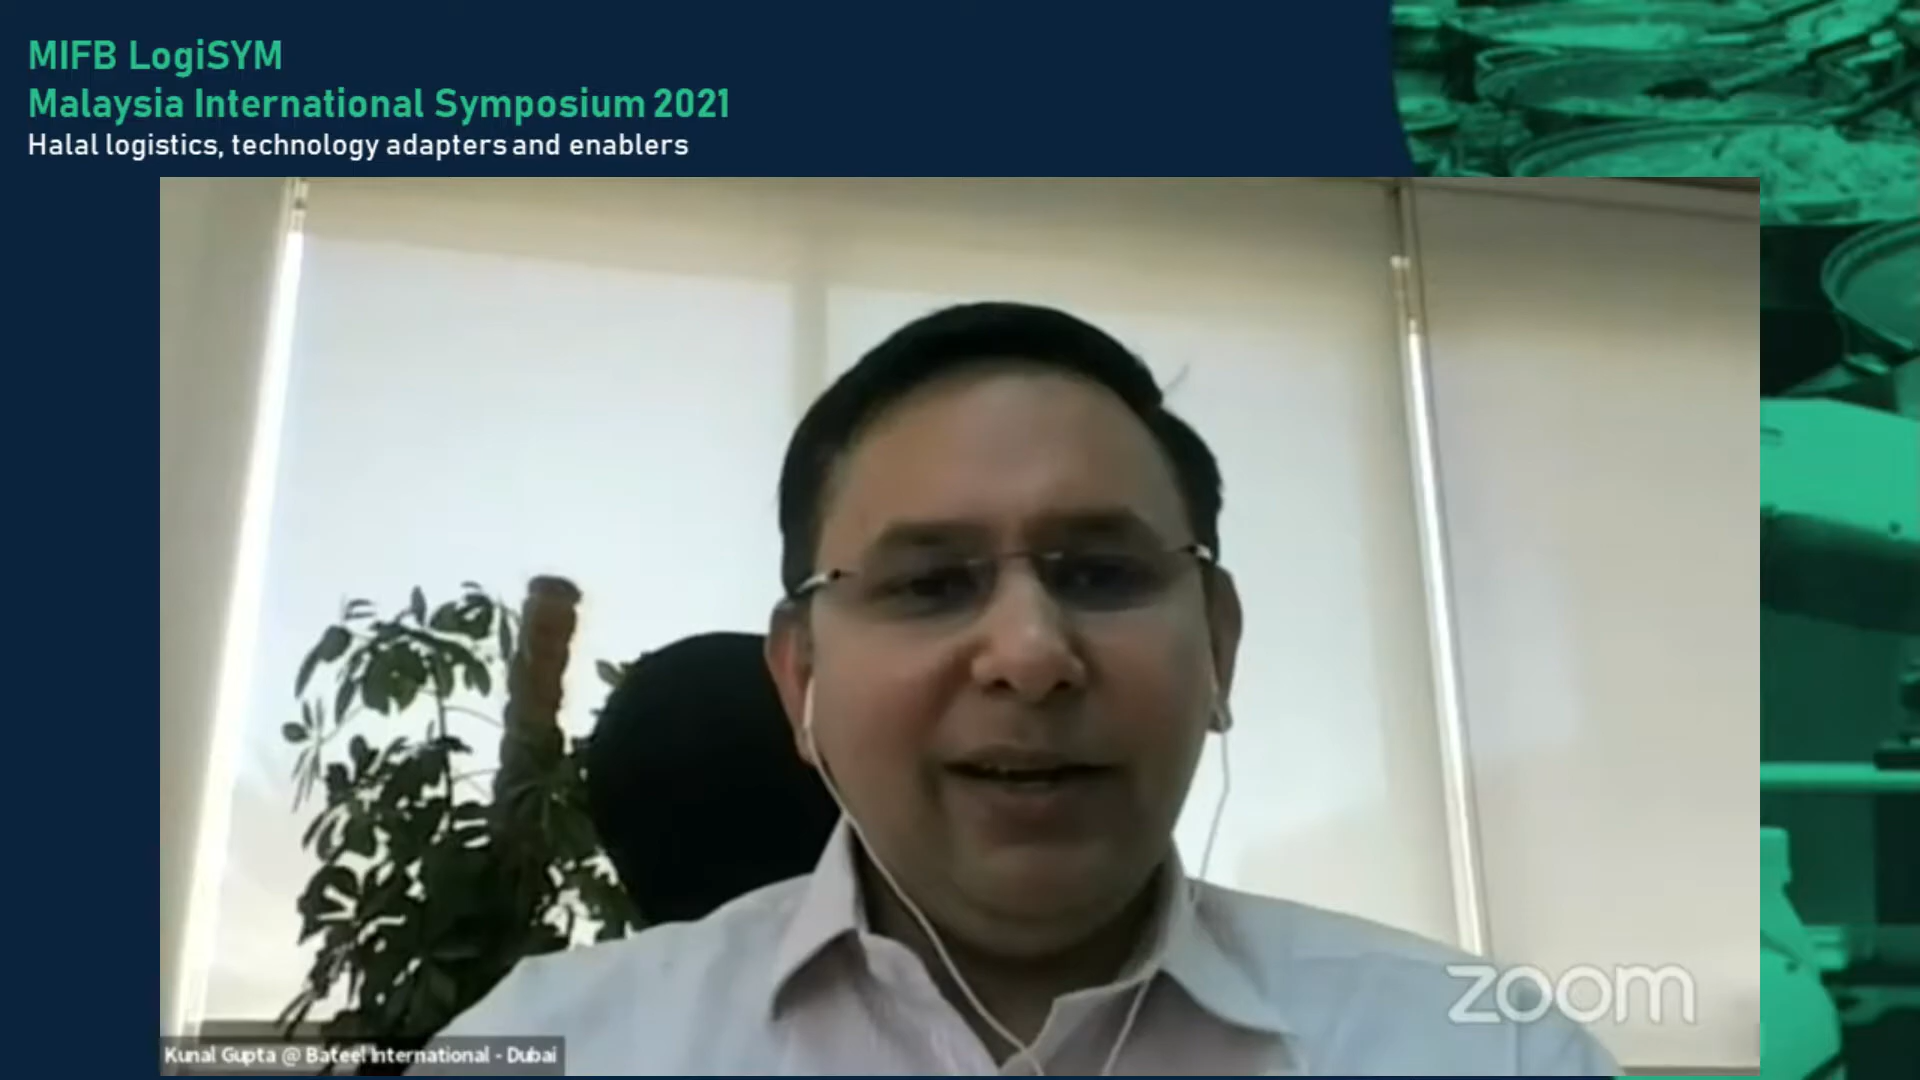 MIFB LogiSYM
Malaysia International Symposium 2021
Halal logistics, technology adapters and enablers
zoom
Kunal Gupta @ Bateel International - Dubai